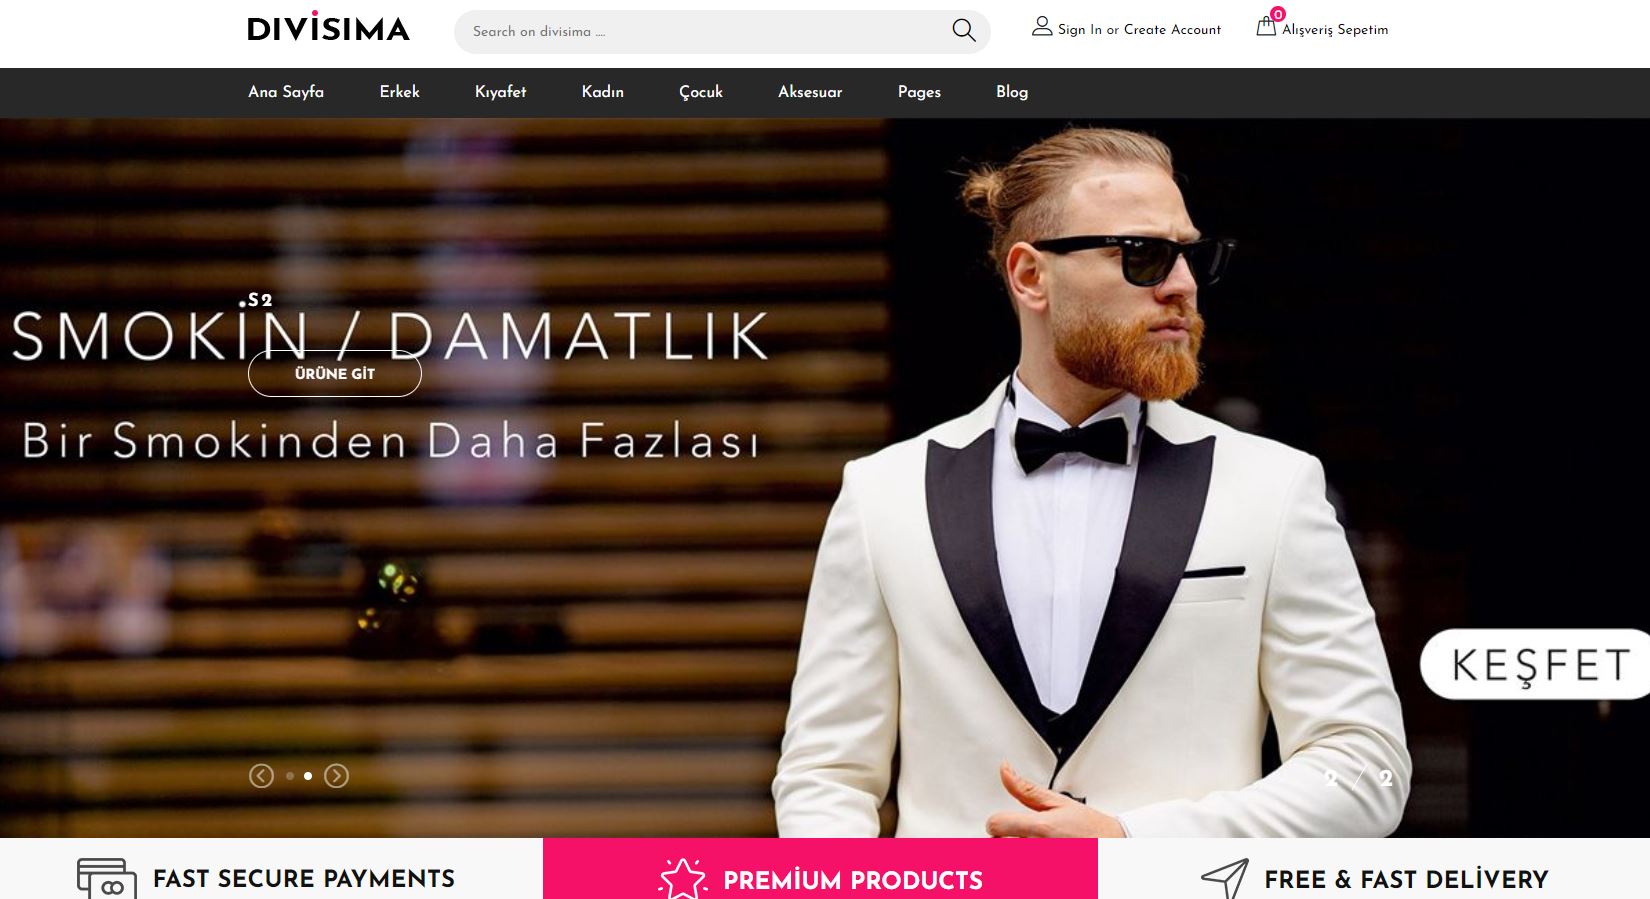 DIVİSIMA
Search on divisima ....
Sign In or Create Account
0
Alışveriş Sepetim
Ana Sayfa
Erkek
Kıyafet
Kadın
Çocuk
Aksesuar
Pages
Blog
S2
SMOKİN / DAMATLIK
ÜRÜNE GİT
Bir Smokinden Daha Fazlası
KEŞFET
2 / 2
FAST SECURE PAYMENTS
PREMİUM PRODUCTS
FREE & FAST DELİVERY